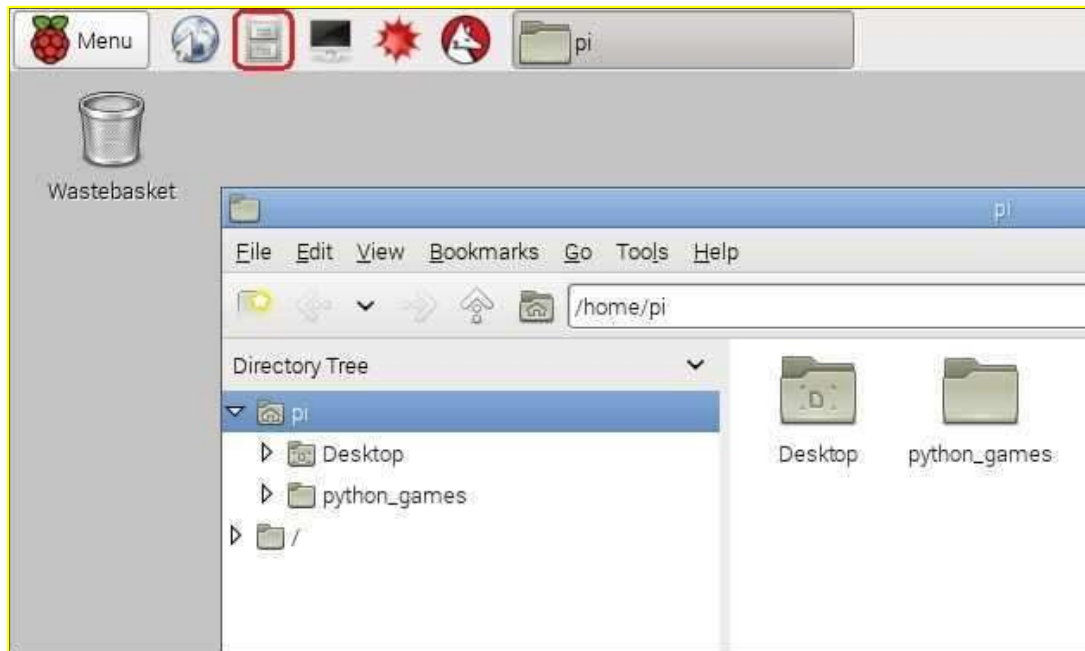 Menu
pi
Wastebasket
pi
File Edit View Bookmarks Go Tools Help
/home/pi
Directory Tree
pi
Desktop
python_games
/
Desktop python_games